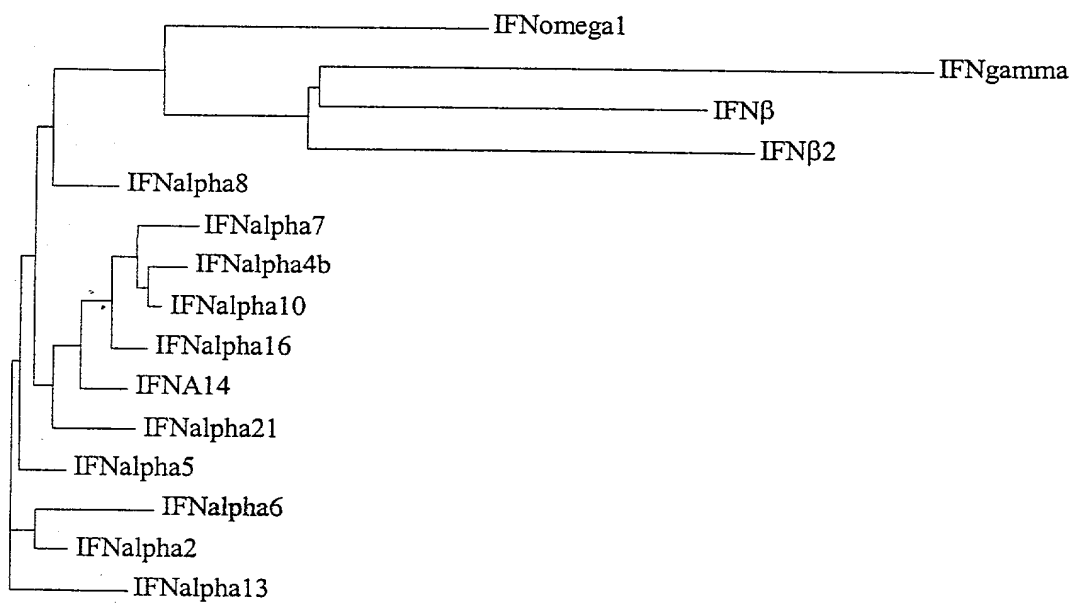 IFNomega1
IFNgamma
IFNβ
IFNβ2
IFNalpha8
IFNalpha7
IFNalpha4b
IFNalpha10
IFNalpha16
IFNA14
IFNalpha21
IFNalpha5
IFNalpha6
IFNalpha2
IFNalpha13